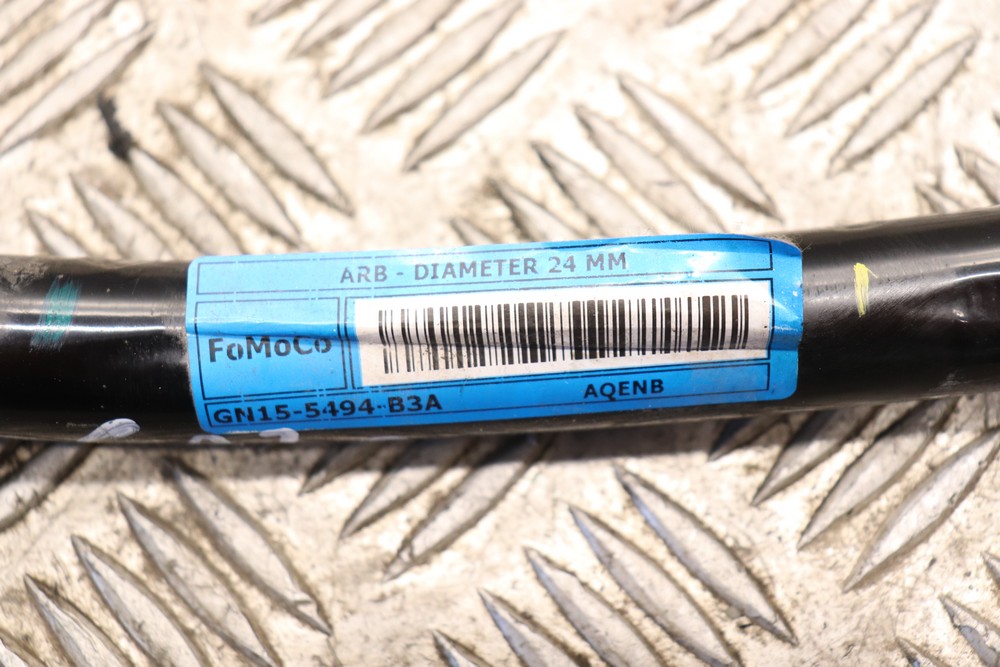 ARB - DIAMETER 24 MM
FoMoCo
GN15-5494-B3A
AQENB